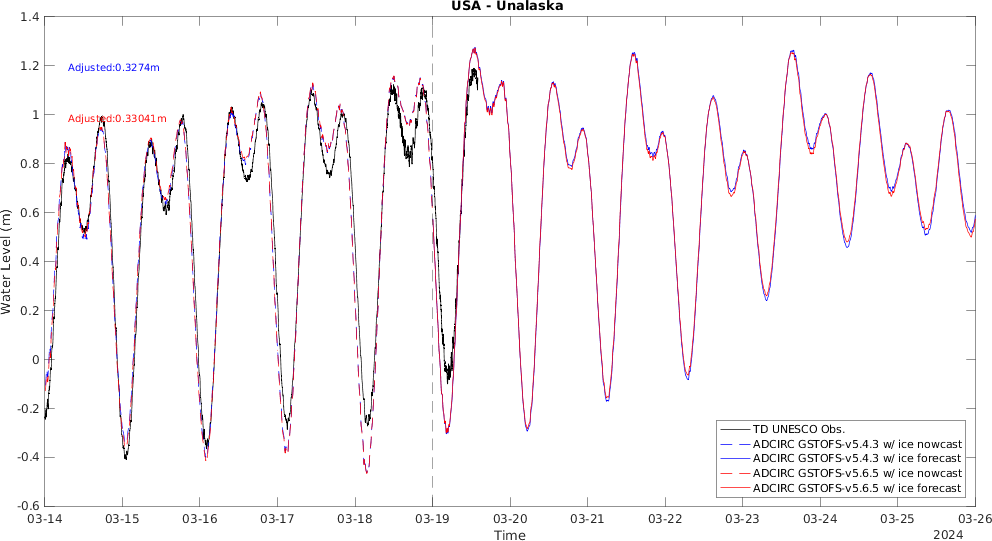 USA - Unalaska
1.4
1.2
1
0.8
0.6
0.4
0.2
0
-0.2
-0.4
-0.6
Water Level (m)
Adjusted:0.3274m
Adjusted:0.33041m
TD UNESCO Obs.
ADCIRC GSTOFS-v5.4.3 w/ ice nowcast
ADCIRC GSTOFS-v5.4.3 w/ ice forecast
ADCIRC GSTOFS-v5.6.5 w/ ice nowcast
ADCIRC GSTOFS-v5.6.5 w/ ice forecast
03-14 03-15 03-16 03-17 03-18 03-19 03-20 03-21 03-22 03-23 03-24 03-25 03-26
Time
2024